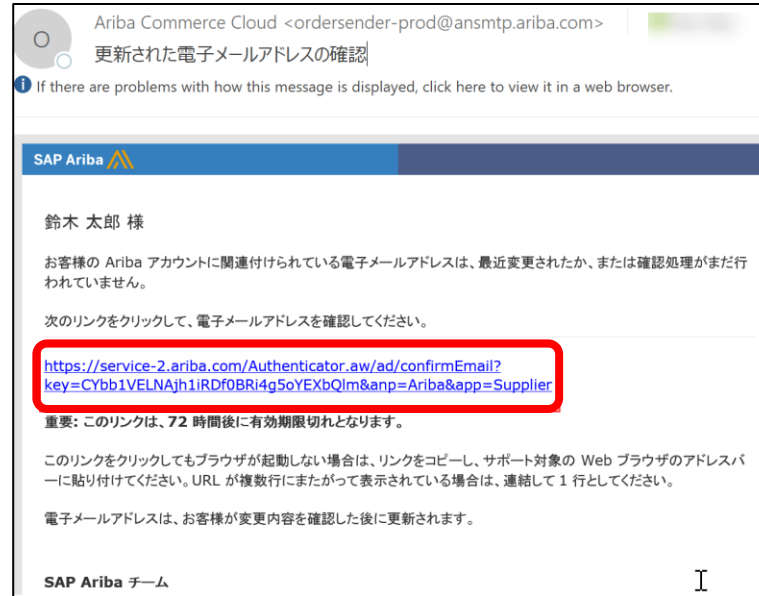 O
Ariba Commerce Cloud <ordersender-prod@ansmtp.ariba.com>
更新された電子メールアドレスの確認
If there are problems with how this message is displayed, click here to view it in a web browser.
SAP Ariba
鈴木 太郎 様
お客様の Ariba アカウントに関連付けられている電子メールアドレスは、最近変更されたか、または確認処理がまだ行
われていません。
次のリンクをクリックして、電子メールアドレスを確認してください。
https://service-2.ariba.com/Authenticator.aw/ad/confirmEmail?
key=CYbb1VELNAjh1iRDf0BRi4g5oYEXbQlm&anp=Ariba&app=Supplier
重要: このリンクは、72 時間後に有効期限切れとなります。
このリンクをクリックしてもブラウザが起動しない場合は、リンクをコピーし、サポート対象の Web ブラウザのアドレスバ
ーに貼り付けてください。URL が複数行にまたがって表示されている場合は、連結して 1 行としてください。
電子メールアドレスは、お客様が変更内容を確認した後に更新されます。
SAP Ariba チーム